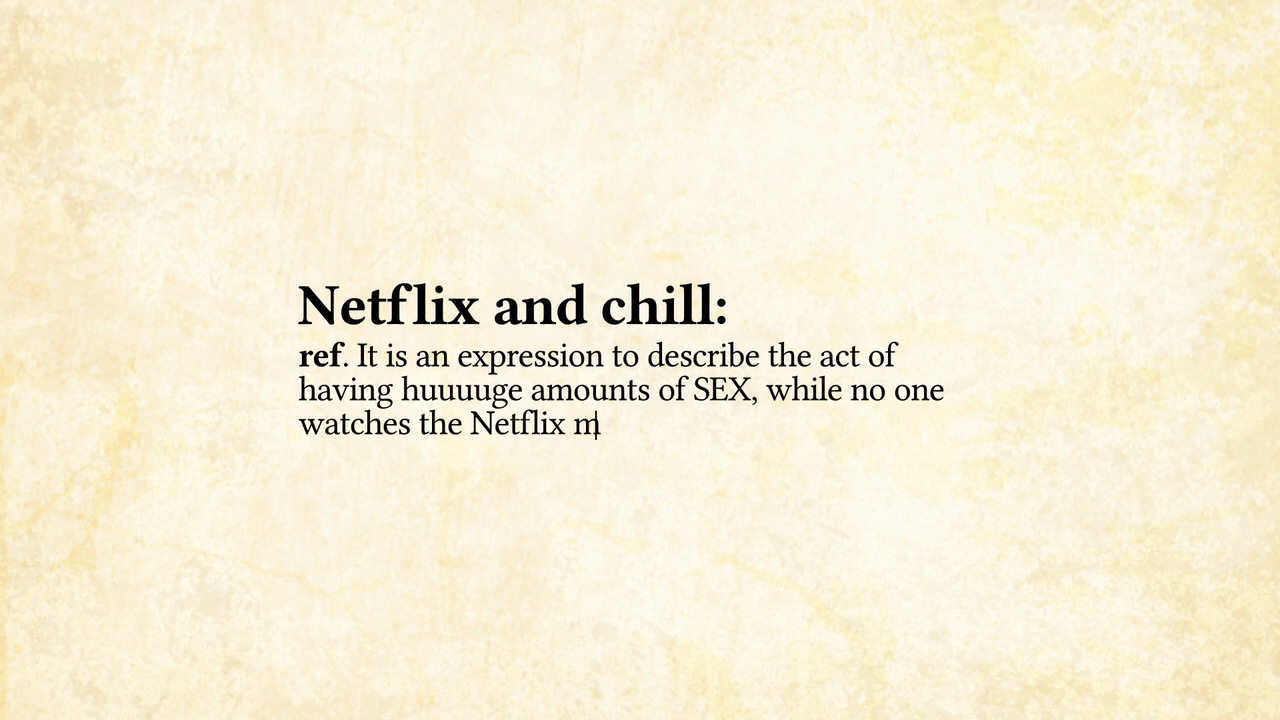 Netflix and chill:
ref. It is an expression to describe the act of
having huuuuge amounts of SEX, while no one
watches the Netflix m